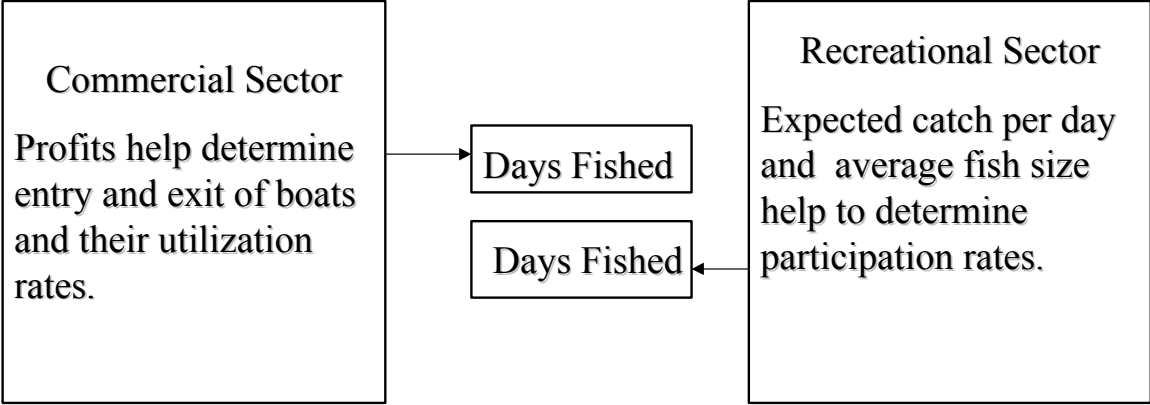 Commercial Sector
Profits help determine
entry and exit of boats
and their utilization
rates.
Days Fished
Days Fished
Recreational Sector
Expected catch per day
and average fish size
help to determine
participation rates.